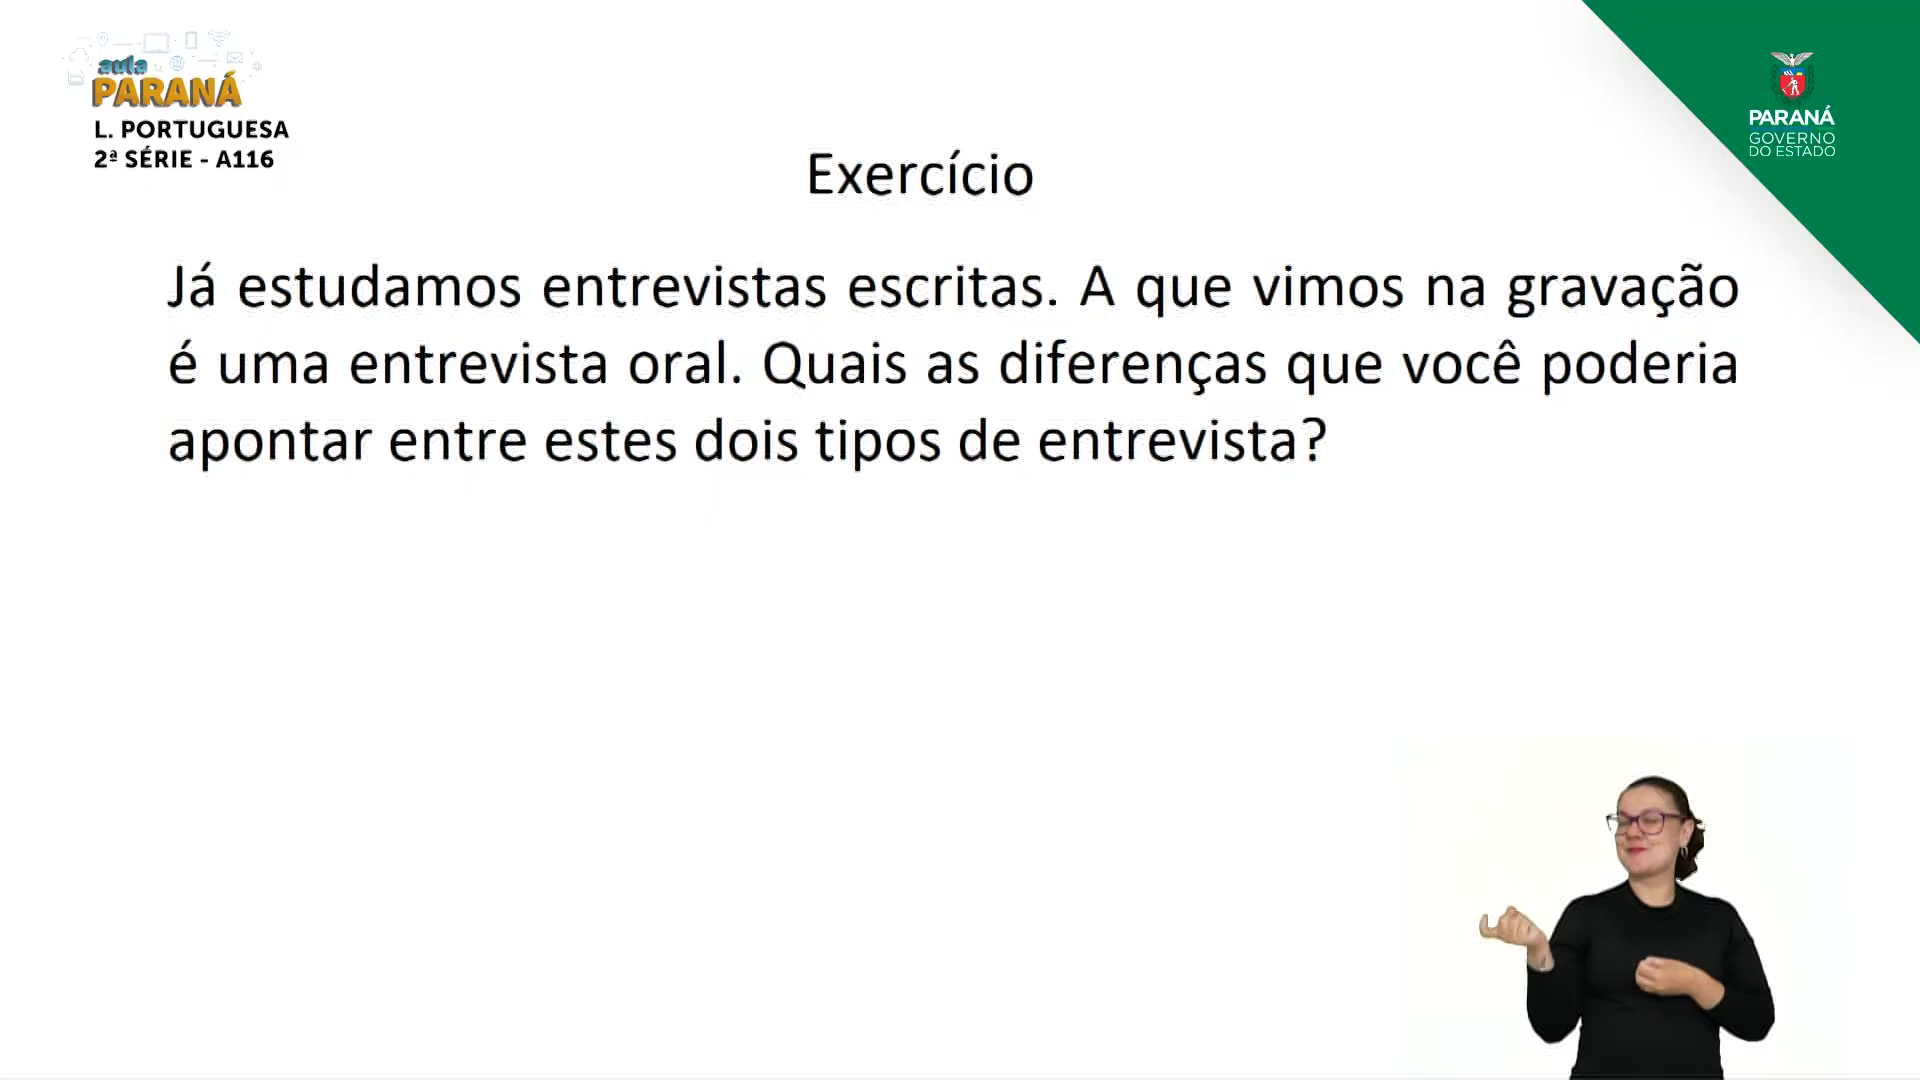 aula
PARANÁ
L. PORTUGUESA
2ª SÉRIE - A116
PARANÁ
GOVERNO
DO ESTADO
Exercício
Já estudamos entrevistas escritas. A que vimos na gravação
é uma entrevista oral. Quais as diferenças que você poderia
apontar entre estes dois tipos de entrevista?